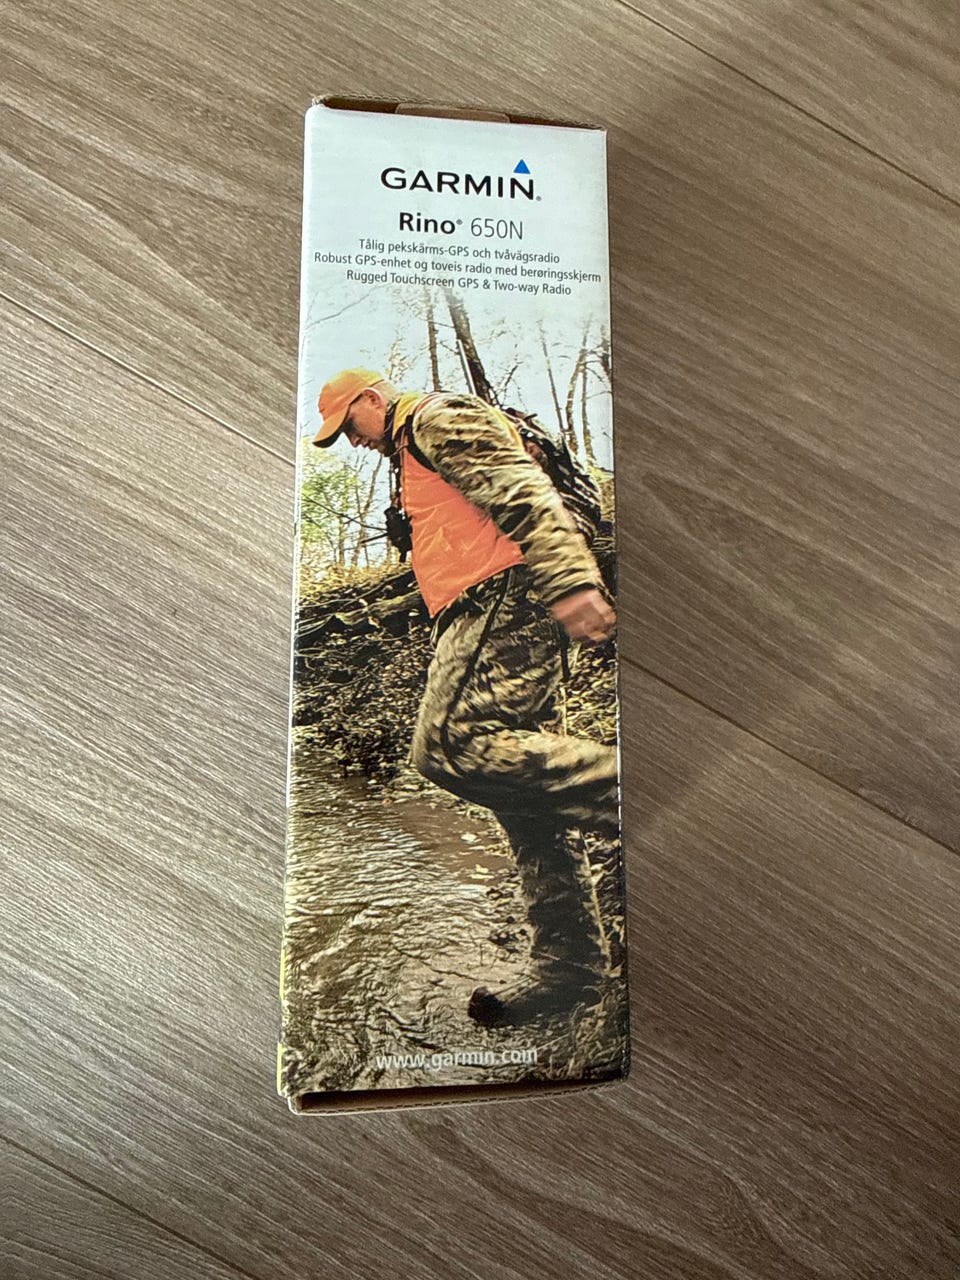 GARMIN®
Rino® 650N
Tålig pekskärms-GPS och tvåvägsradio
Robust GPS-enhet og toveis radio med berøringsskjerm
Rugged Touchscreen GPS & Two-way Radio
www.garmin.com